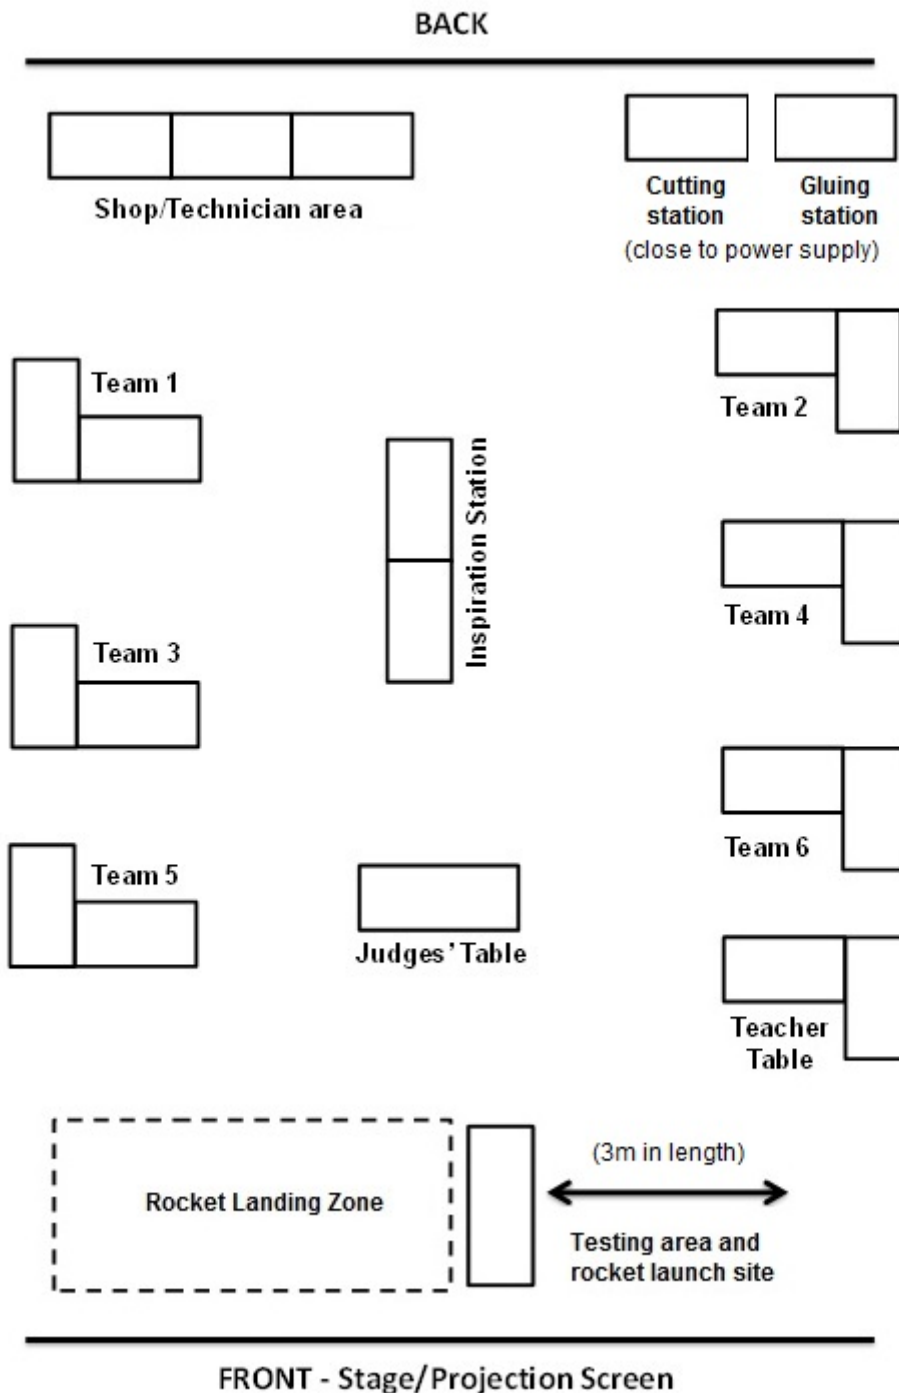 BACK
Shop/Technician area
Cutting
station
Gluing
station
(close to power supply)
Team 1
Team 2
Inspiration Station
Team 4
Team 3
Team 6
Team 5
Judges’ Table
Teacher
Table
Rocket Landing Zone
(3m in length)
Testing area and
rocket launch site
FRONT - Stage/Projection Screen